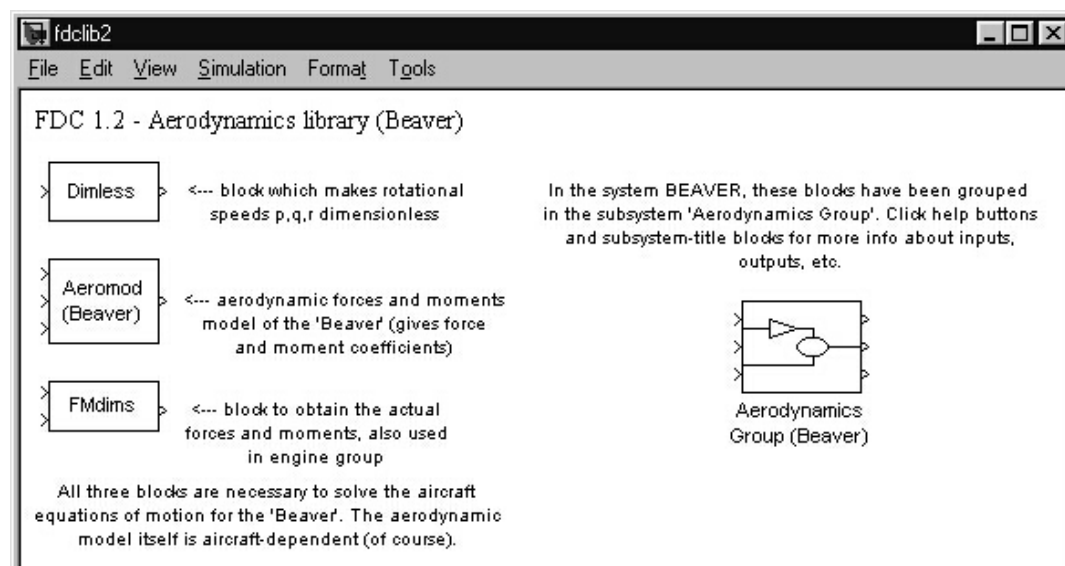 fdclib2
File Edit View Simulation Format Tools
FDC 1.2 - Aerodynamics library (Beaver)
Dimless
<--- block which makes rotational
speeds p,q,r dimensionless
Aeromod
(Beaver)
<--- aerodynamic forces and moments
model of the 'Beaver' (gives force
and moment coefficients)
FMdims
<--- block to obtain the actual
forces and moments, also used
in engine group
All three blocks are necessary to solve the aircraft
equations of motion for the 'Beaver'. The aerodynamic
model itself is aircraft-dependent (of course).
In the system BEAVER, these blocks have been grouped
in the subsystem 'Aerodynamics Group'. Click help buttons
and subsystem-title blocks for more info about inputs,
outputs, etc.
Aerodynamics
Group (Beaver)